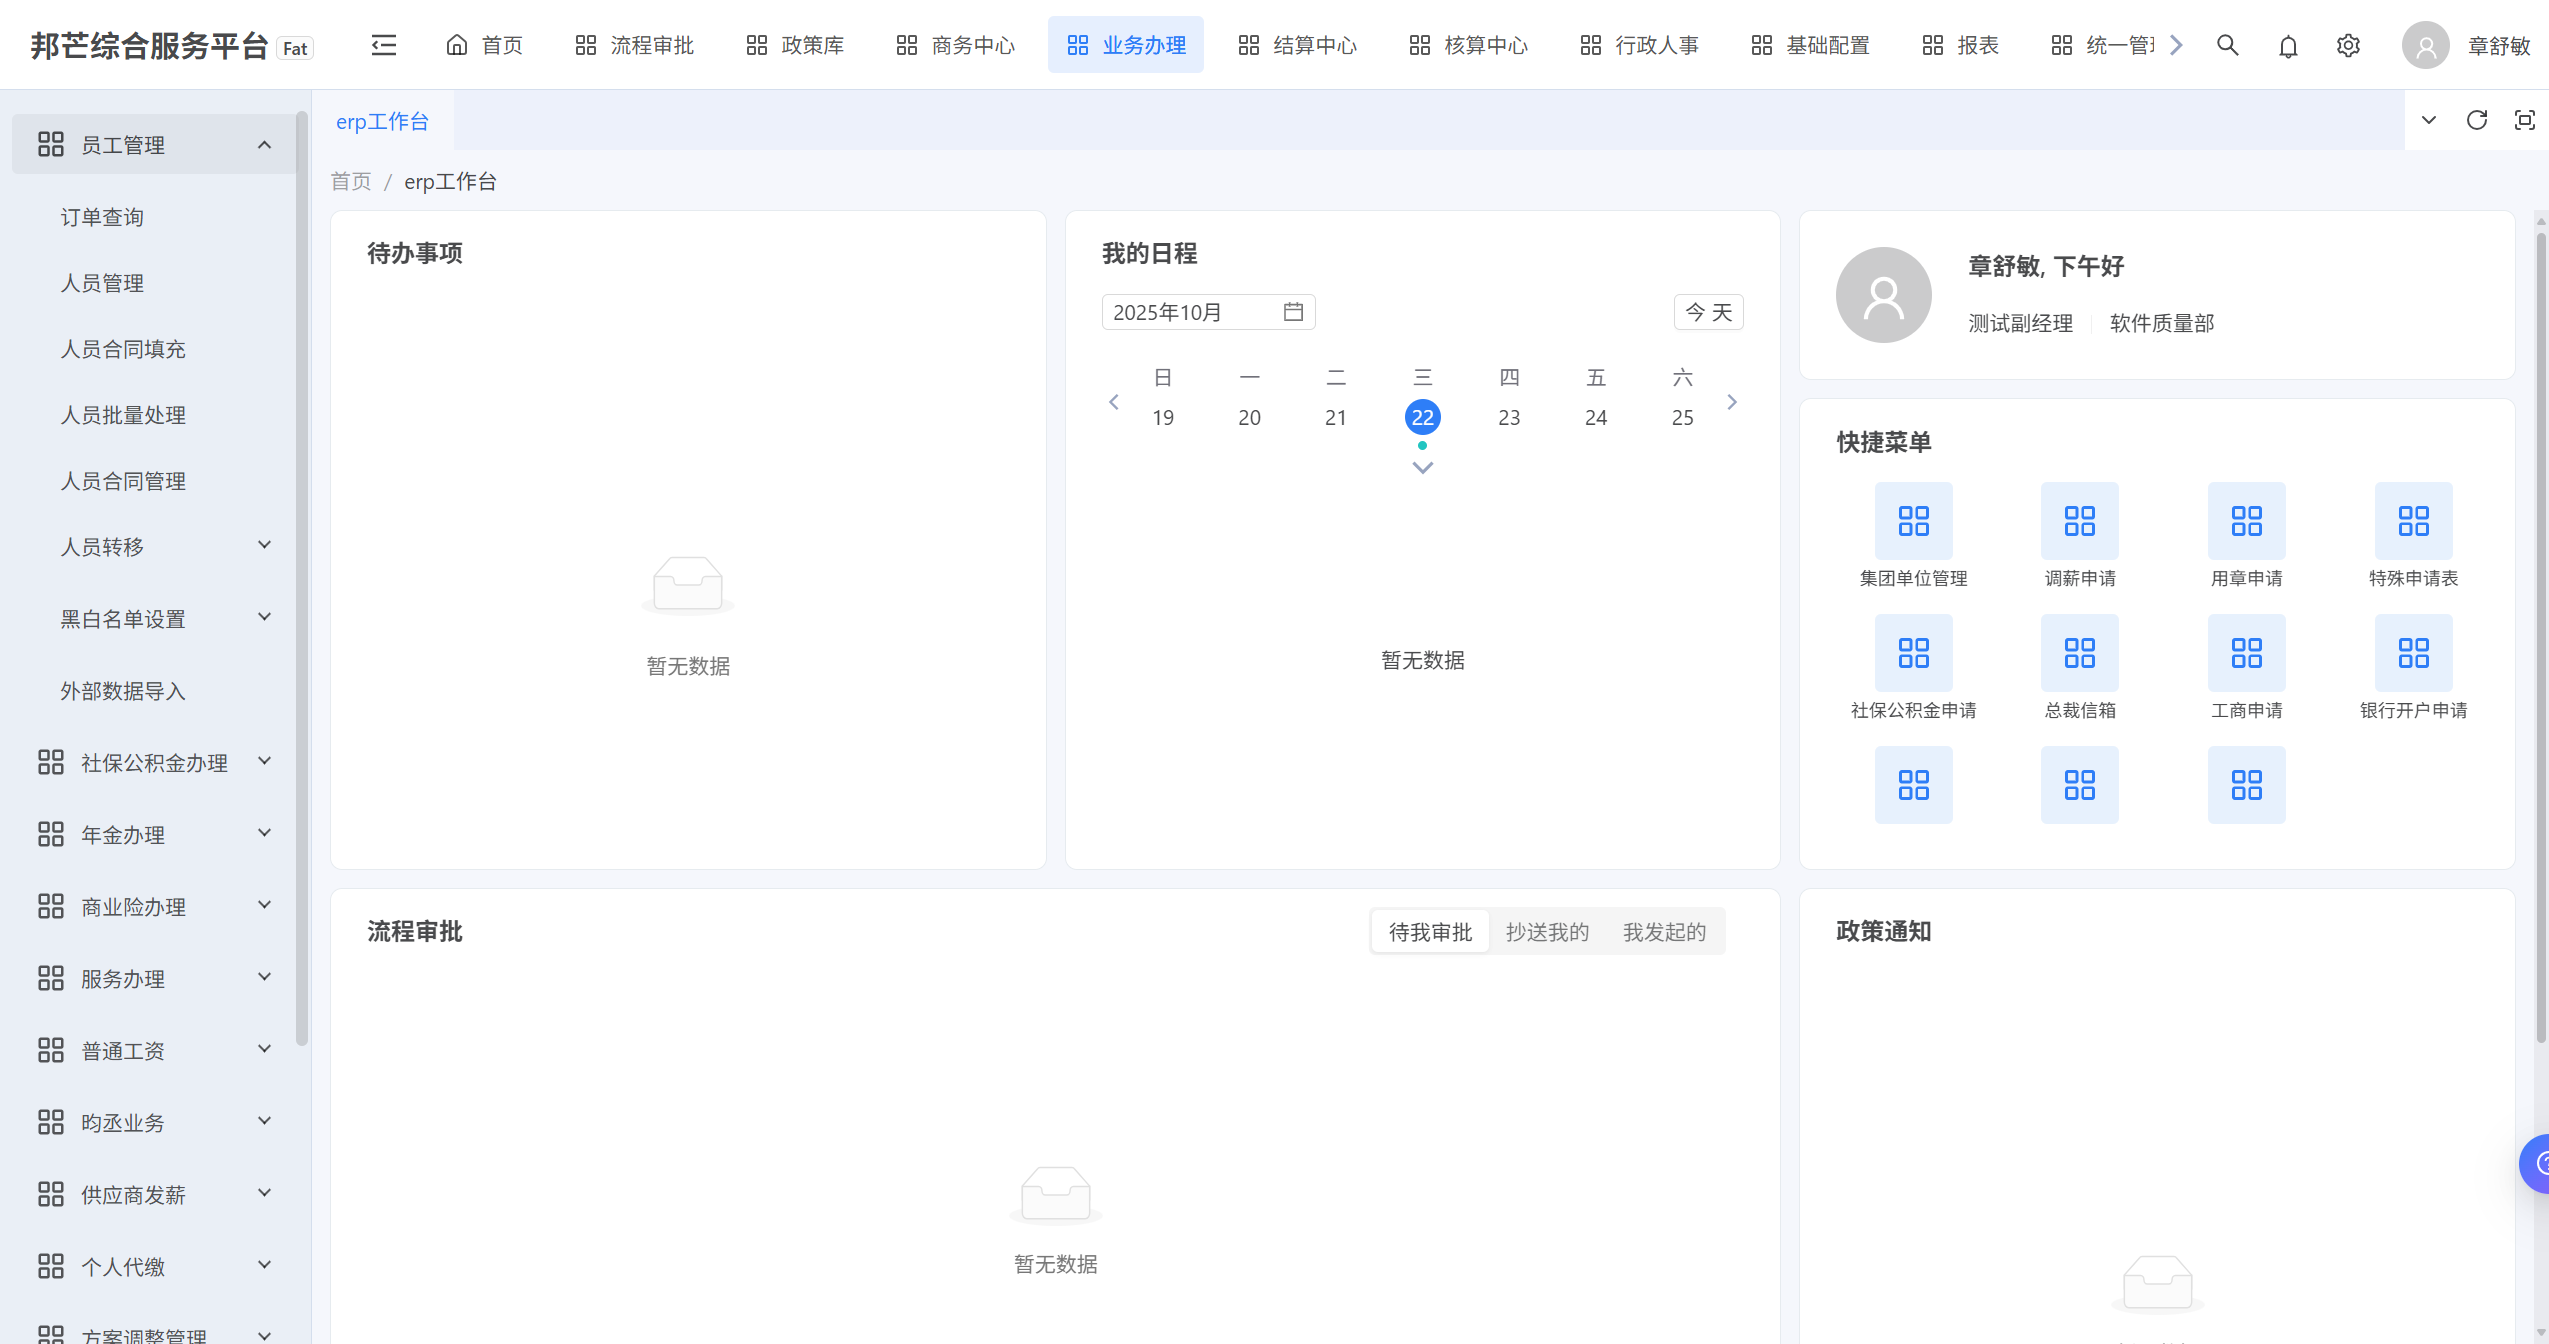 邦芒综合服务平台 Fat
首页 流程审批 政策库 商务中心 业务办理 结算中心 核算中心 行政人事 基础配置 报表 统一管 章舒敏
员工管理
订单查询
人员管理
人员合同填充
人员批量处理
人员合同管理
人员转移
黑白名单设置
外部数据导入
社保公积金办理
年金办理
商业险办理
服务办理
普通工资
昀丞业务
供应商发薪
个人代缴
方案调整管理
erp工作台
首页 / erp工作台
待办事项
暂无数据
我的日程
2025年10月 今天
日 一 二 三 四 五 六
19 20 21 22 23 24 25
暂无数据
章舒敏, 下午好
测试副经理 软件质量部
快捷菜单
集团单位管理 调薪申请 用章申请 特殊申请表
社保公积金申请 总裁信箱 工商申请 银行开户申请
流程审批 待我审批 抄送我的 我发起的
暂无数据
政策通知